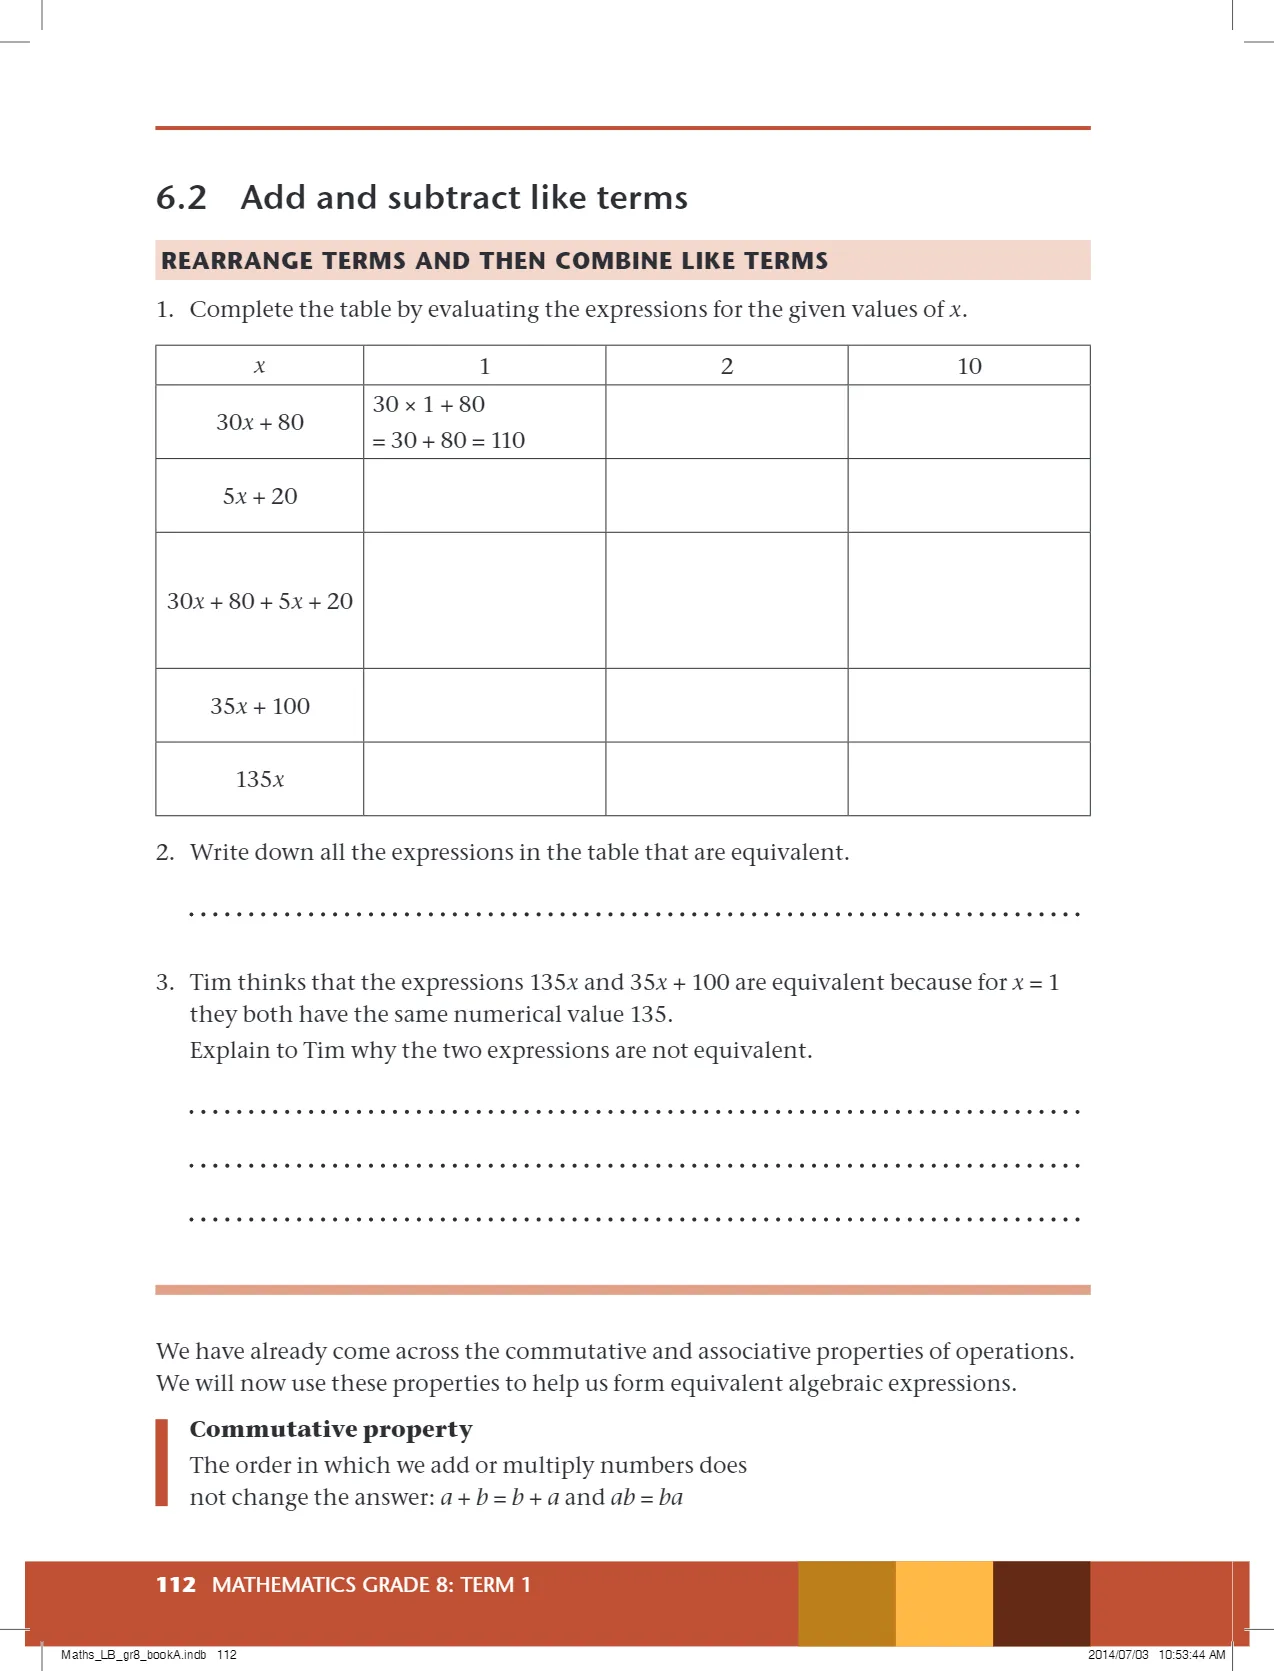 6.2 Add and subtract like terms
REARRANGE TERMS AND THEN COMBINE LIKE TERMS
1. Complete the table by evaluating the expressions for the given values of x.
x 1 2 10
30x + 80 30 × 1 + 80
= 30 + 80 = 110
5x + 20
30x + 80 + 5x + 20
35x + 100
135x
2. Write down all the expressions in the table that are equivalent.
3. Tim thinks that the expressions 135x and 35x + 100 are equivalent because for x = 1
they both have the same numerical value 135.
Explain to Tim why the two expressions are not equivalent.
We have already come across the commutative and associative properties of operations.
We will now use these properties to help us form equivalent algebraic expressions.
Commutative property
The order in which we add or multiply numbers does
not change the answer: a + b = b + a and ab = ba
112 MATHEMATICS GRADE 8: TERM 1
Maths_LB_gr8_bookA.indb 112 2014/07/03 10:53:44 AM